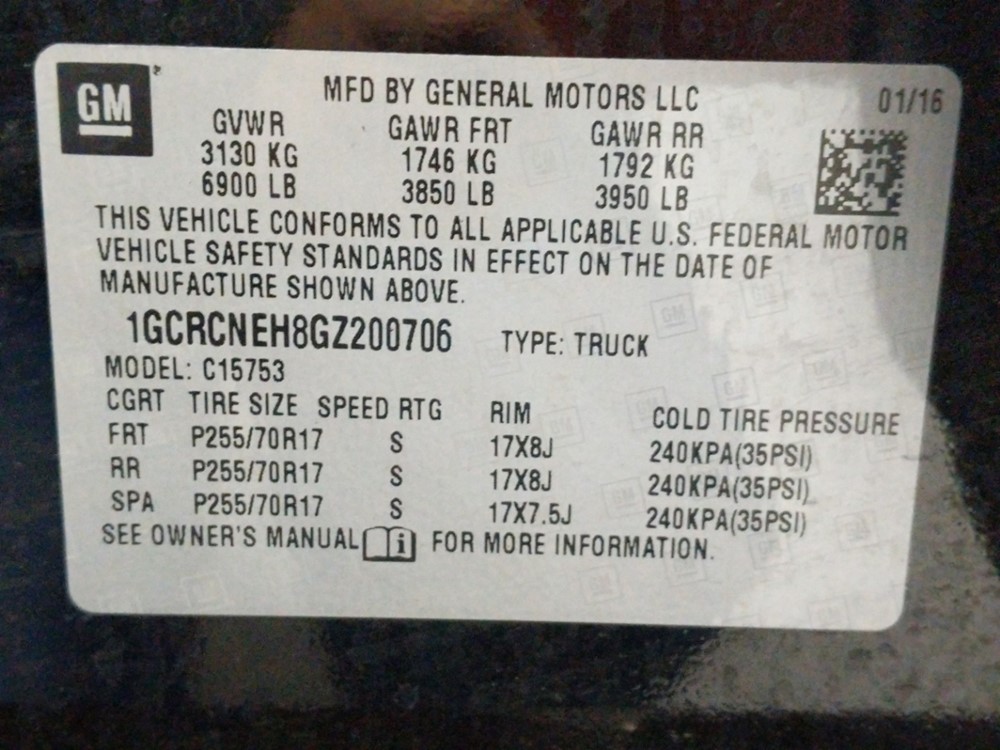 GM
MFD BY GENERAL MOTORS LLC 01/16
GVWR GAWR FRT GAWR RR
3130 KG 1746 KG 1792 KG
6900 LB 3850 LB 3950 LB
THIS VEHICLE CONFORMS TO ALL APPLICABLE U.S. FEDERAL MOTOR
VEHICLE SAFETY STANDARDS IN EFFECT ON THE DATE OF
MANUFACTURE SHOWN ABOVE.
1GCRCNEH8GZ200706 TYPE: TRUCK
MODEL: C15753
CGRT TIRE SIZE SPEED RTG RIM COLD TIRE PRESSURE
FRT P255/70R17 S 17X8J 240KPA(35PSI)
RR P255/70R17 S 17X8J 240KPA(35PSI)
SPA P255/70R17 S 17X7.5J 240KPA(35PSI)
SEE OWNER'S MANUAL i FOR MORE INFORMATION.